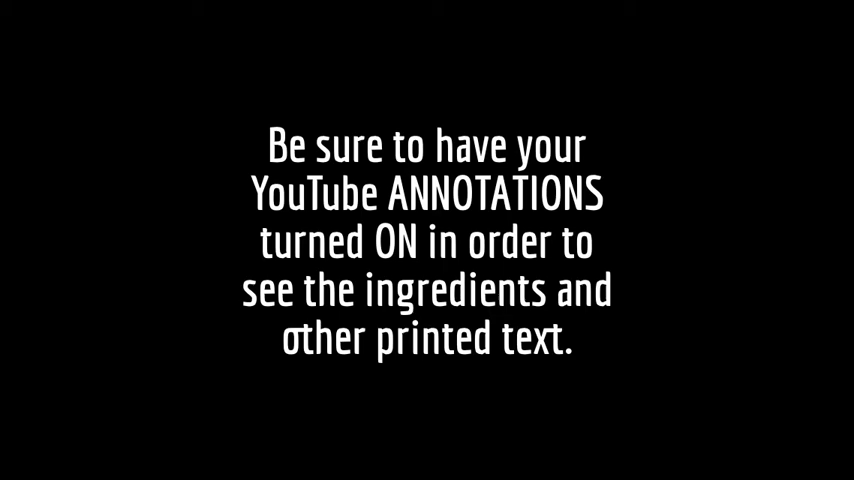 Be sure to have your
YouTube ANNOTATIONS
turned ON in order to
see the ingredients and
other printed text.